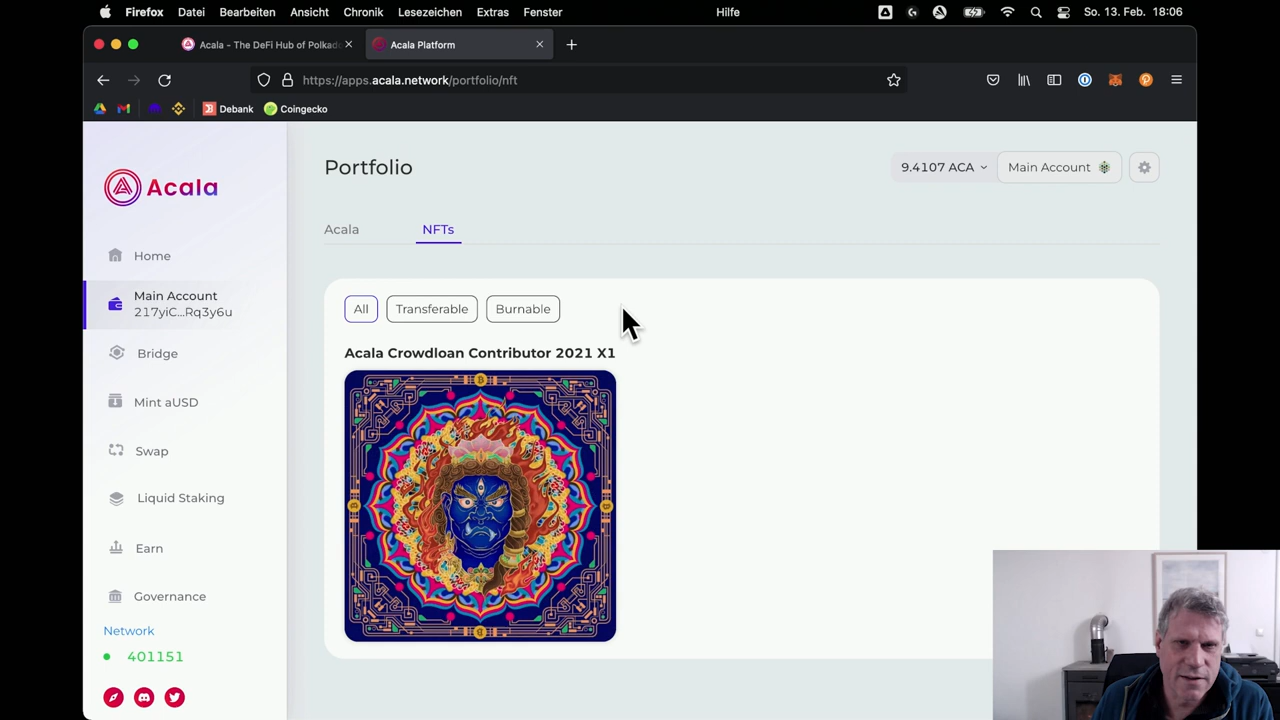 Firefox Datei Bearbeiten Ansicht Chronik Lesezeichen Extras Fenster Hilfe So. 13. Feb. 18:06
Acala - The DeFi Hub of Polkad
Acala Platform
https://apps.acala.network/portfolio/nft
Debank Coingecko
Acala
Portfolio
9.4107 ACA
Main Account
Acala
NFTs
Home
Main Account
217yiC...Rq3y6u
Bridge
Mint aUSD
Swap
Liquid Staking
Earn
Governance
Network
401151
All
Transferable
Burnable
Acala Crowdloan Contributor 2021 X1